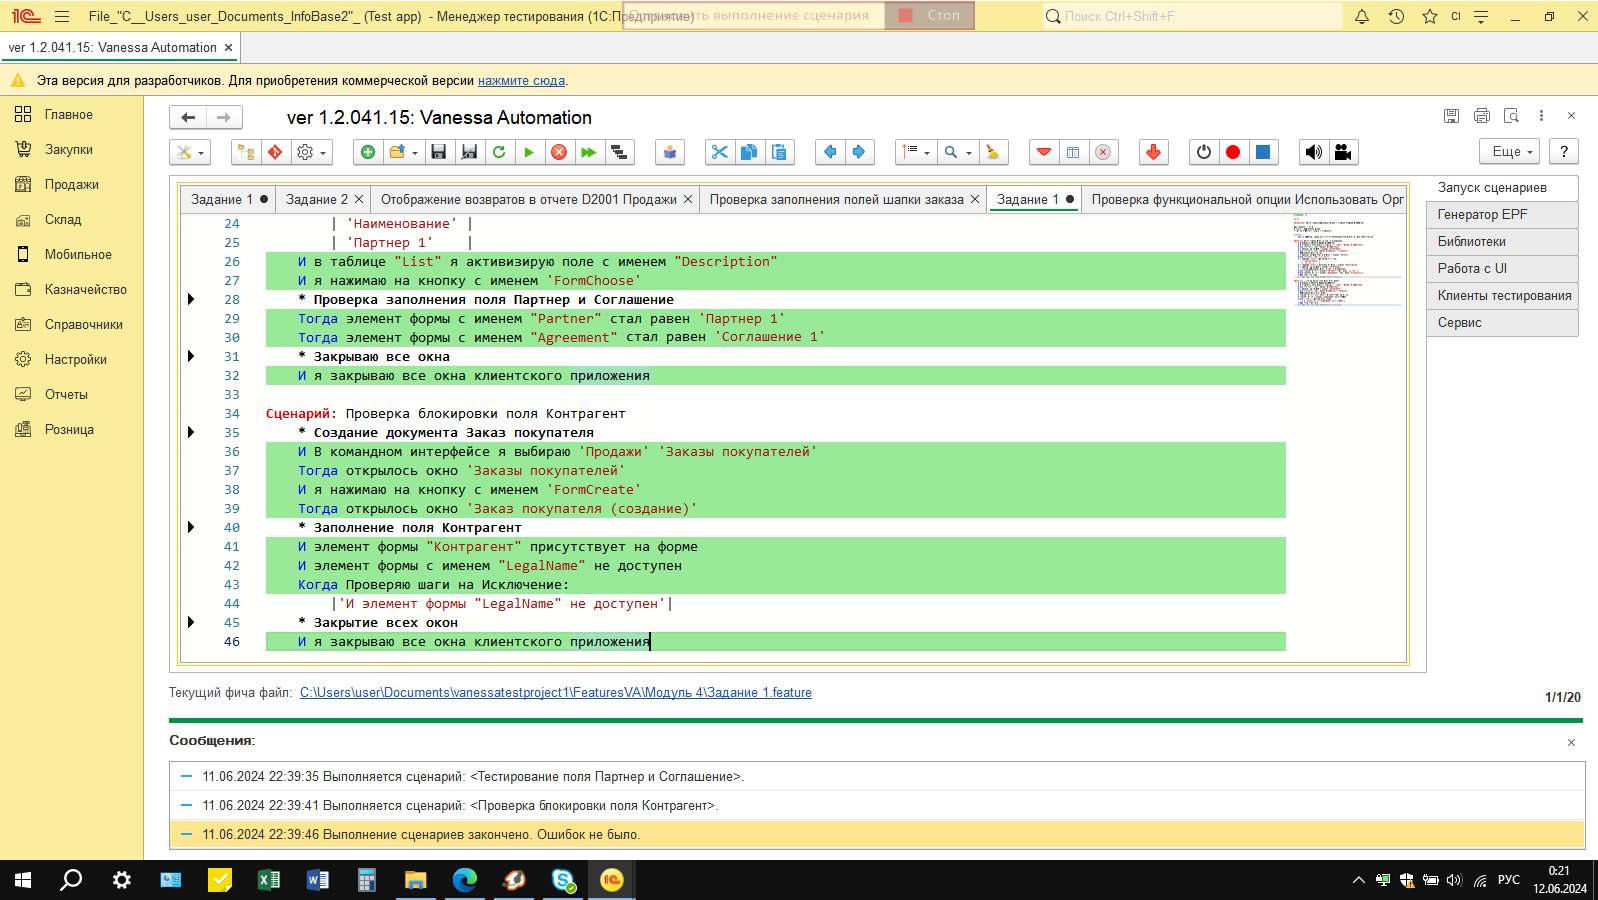 File_"C__Users_user_Documents_InfoBase2"_ (Test app) - Менеджер тестирования (1С:Предприятие)
выполнение сценария
Стоп
Поиск Ctrl+Shift+F
CI
ver 1.2.041.15: Vanessa Automation
Эта версия для разработчиков. Для приобретения коммерческой версии нажмите сюда.
Главное
Закупки
Продажи
Склад
Мобильное
Казначейство
Справочники
Настройки
Отчеты
Розница
ver 1.2.041.15: Vanessa Automation
Еще
?
Задание 1
Задание 2
Отображение возвратов в отчете D2001 Продажи
Проверка заполнения полей шапки заказа
Задание 1
Проверка функциональной опции Использовать Орг
24 | 'Наименование' |
25 | 'Партнер 1' |
26 И в таблице "List" я активизирую поле с именем "Description"
27 И я нажимаю на кнопку с именем 'FormChoose'
28 * Проверка заполнения поля Партнер и Соглашение
29 Тогда элемент формы с именем "Partner" стал равен 'Партнер 1'
30 Тогда элемент формы с именем "Agreement" стал равен 'Соглашение 1'
31 * Закрываю все окна
32 И я закрываю все окна клиентского приложения
33
34 Сценарий: Проверка блокировки поля Контрагент
35 * Создание документа Заказ покупателя
36 И В командном интерфейсе я выбираю 'Продажи' 'Заказы покупателей'
37 Тогда открылось окно 'Заказы покупателей'
38 И я нажимаю на кнопку с именем 'FormCreate'
39 Тогда открылось окно 'Заказ покупателя (создание)'
40 * Заполнение поля Контрагент
41 И элемент формы "Контрагент" присутствует на форме
42 И элемент формы с именем "LegalName" не доступен
43 Когда Проверяю шаги на Исключение:
44 |'И элемент формы "LegalName" не доступен'|
45 * Закрытие всех окон
46 И я закрываю все окна клиентского приложения
Запуск сценариев
Генератор EPF
Библиотеки
Работа с UI
Клиенты тестирования
Сервис
Текущий фича файл: C:\Users\user\Documents\vanessatestproject1\FeaturesVA\Модуль 4\Задание 1.feature
1/1/20
Сообщения:
11.06.2024 22:39:35 Выполняется сценарий: <Тестирование поля Партнер и Соглашение>.
11.06.2024 22:39:41 Выполняется сценарий: <Проверка блокировки поля Контрагент>.
11.06.2024 22:39:46 Выполнение сценариев закончено. Ошибок не было.
РУС
0:21
12.06.2024